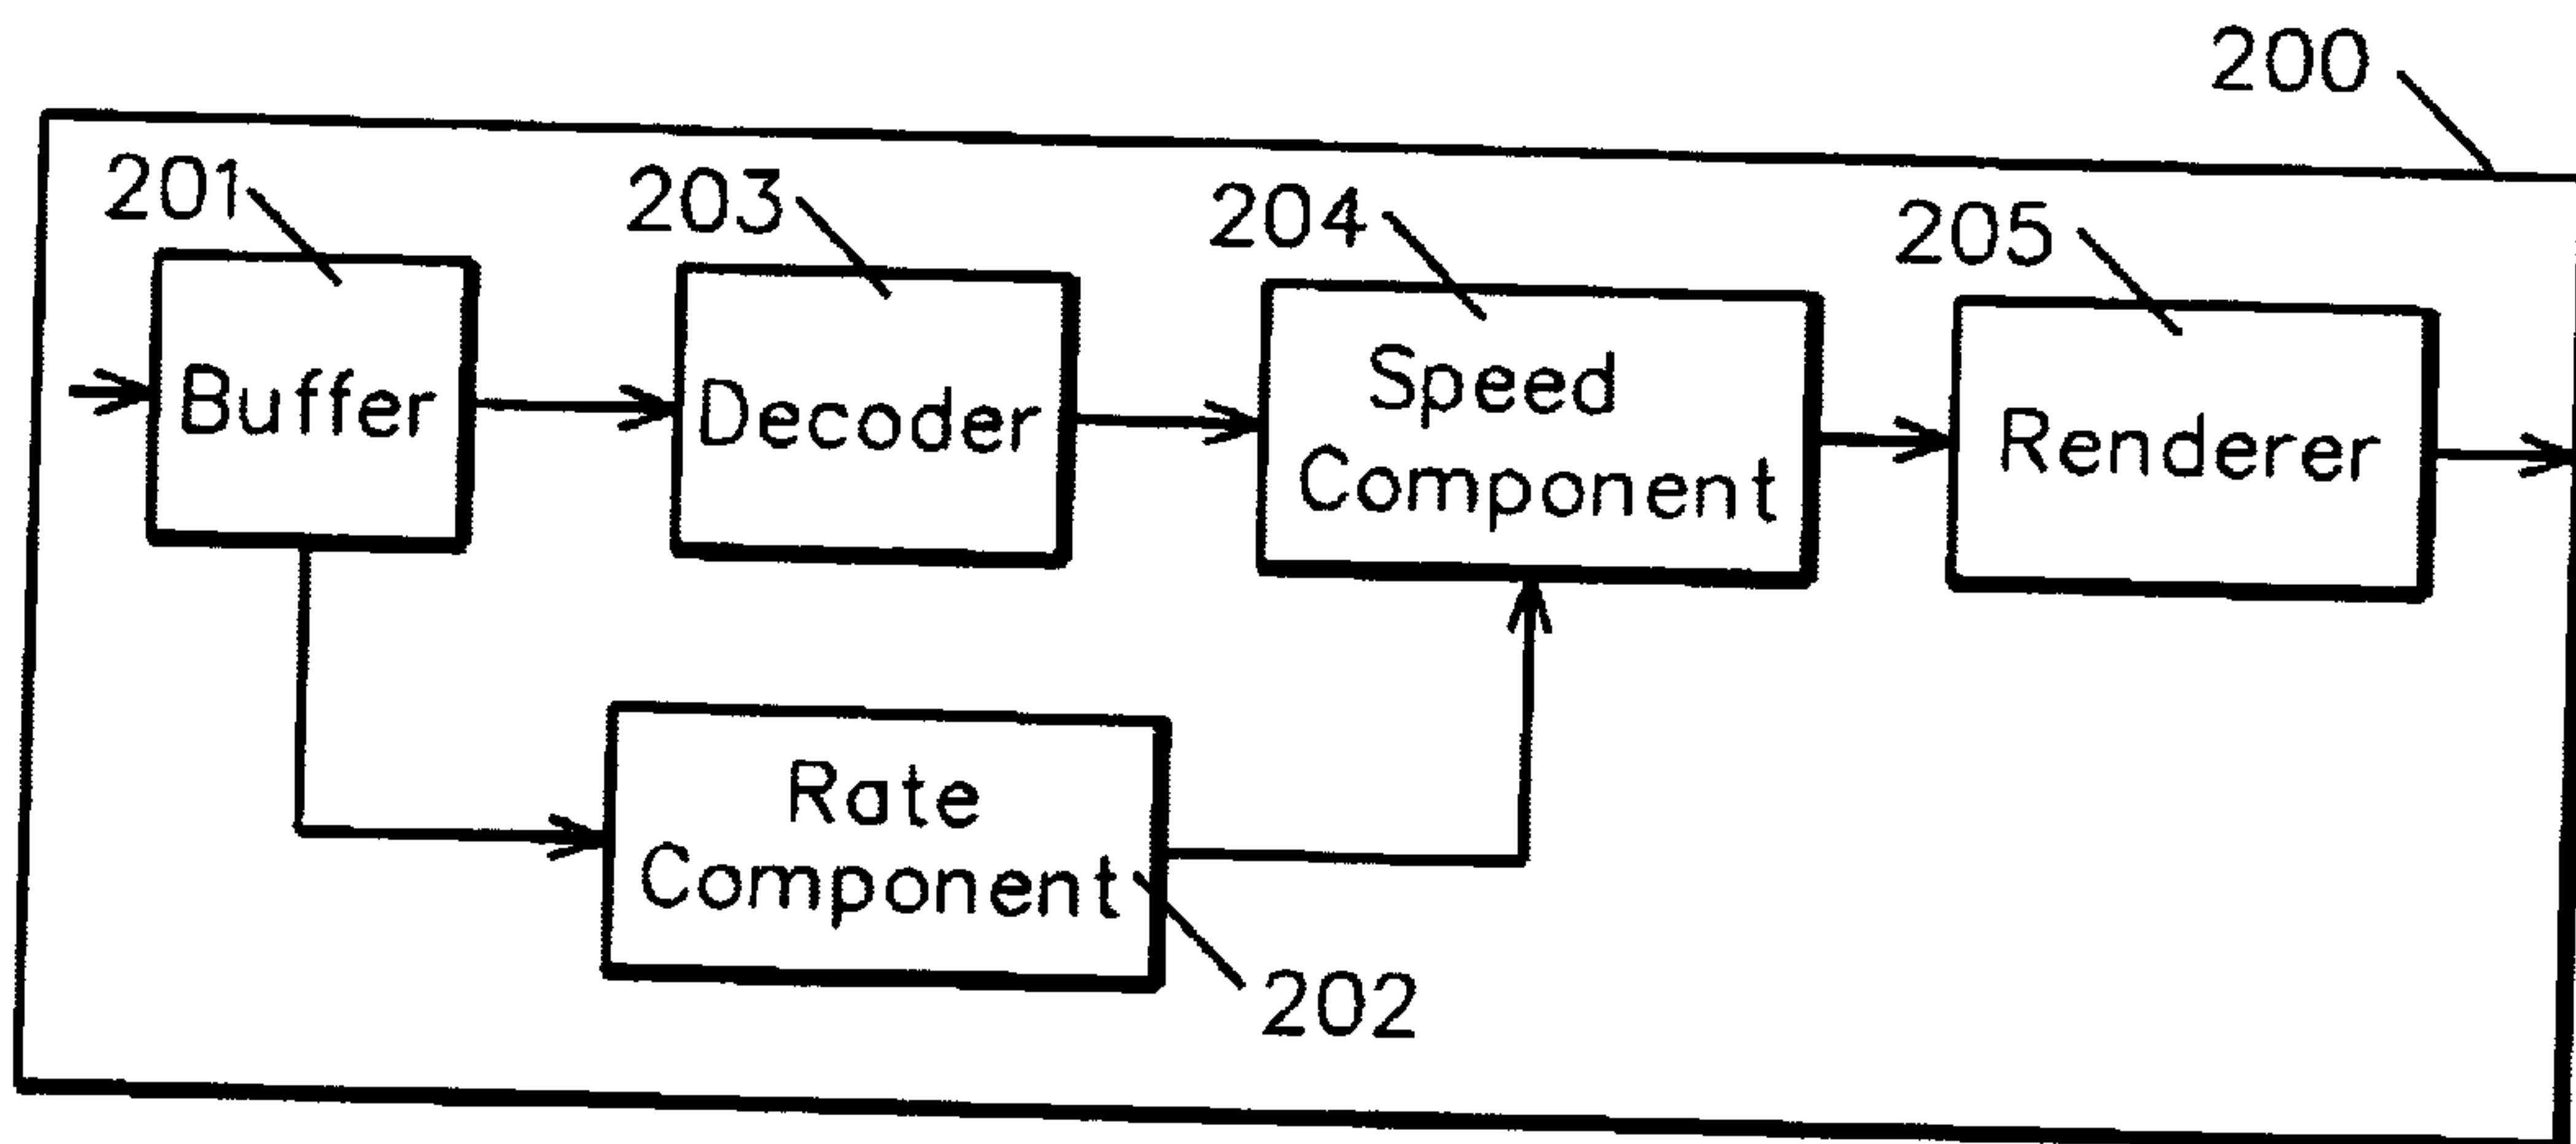 200
201
203
204
205
Buffer
Decoder
Speed
Component
Renderer
Rate
Component
202